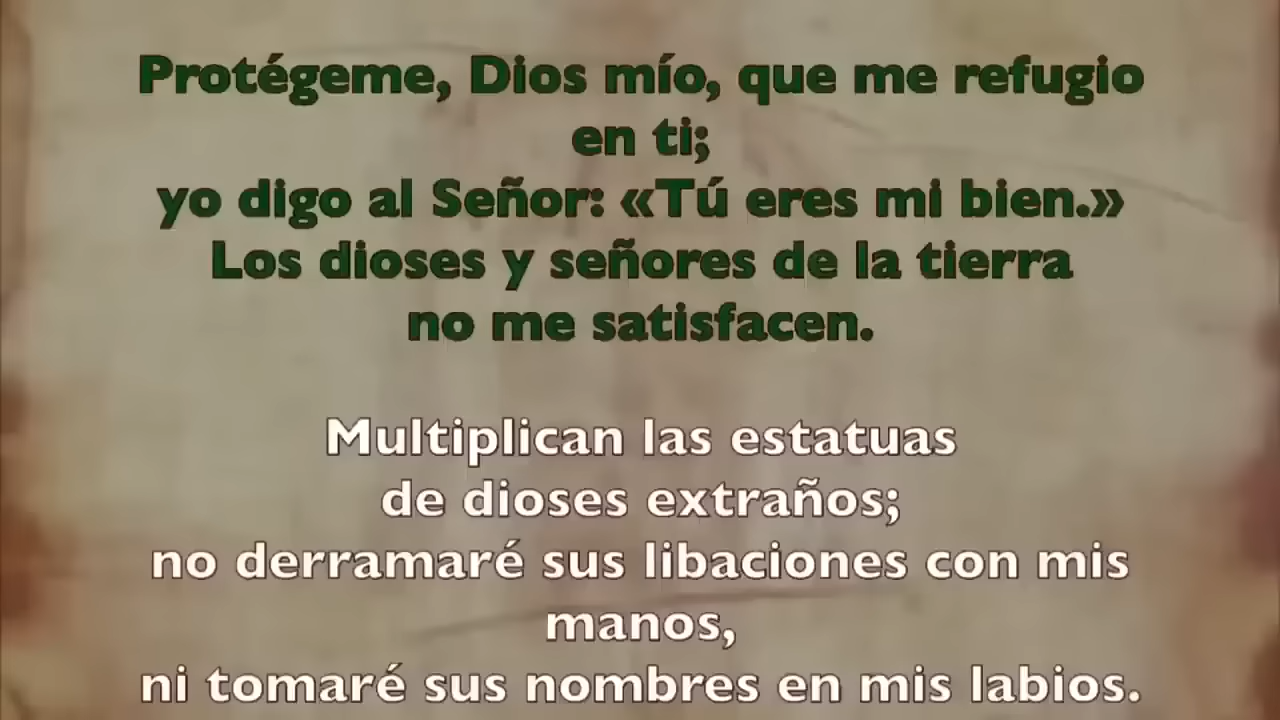 Protégeme, Dios mío, que me refugio
en ti;
yo digo al Señor: «Tú eres mi bien.»
Los dioses y señores de la tierra
no me satisfacen.
Multiplican las estatuas
de dioses extraños;
no derramaré sus libaciones con mis
manos,
ni tomaré sus nombres en mis labios.